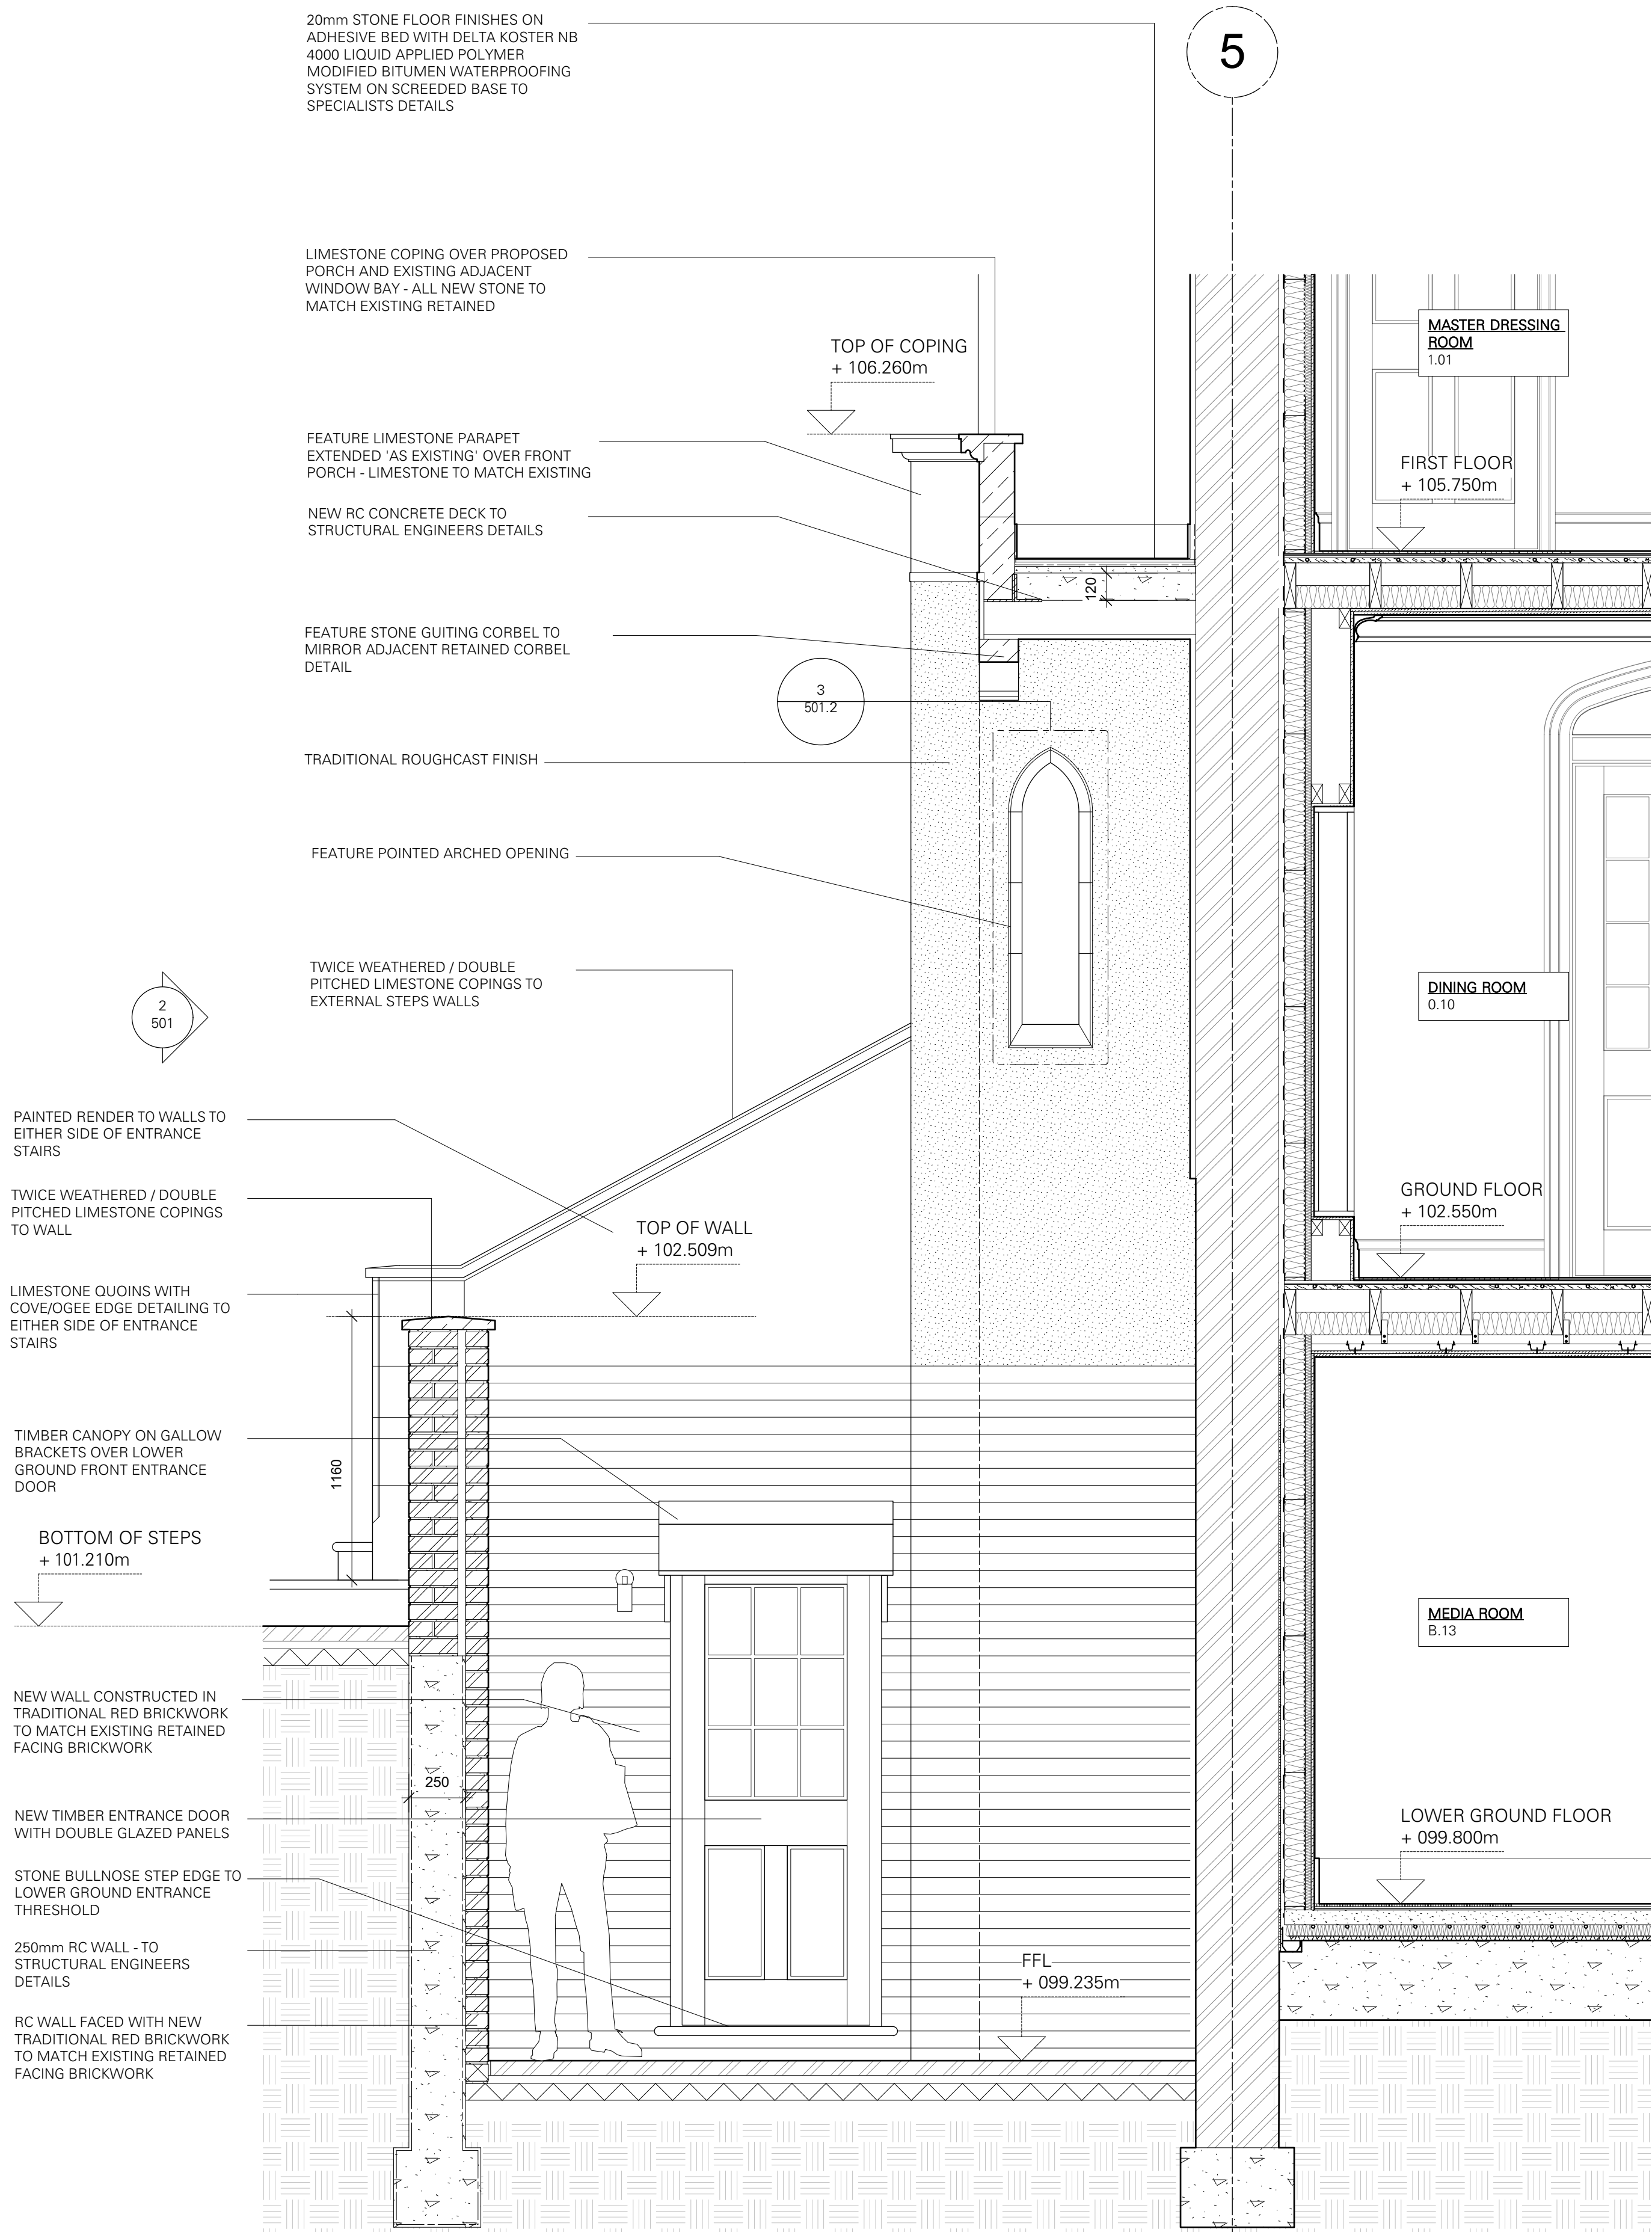 20mm STONE FLOOR FINISHES ON
ADHESIVE BED WITH DELTA KOSTER NB
4000 LIQUID APPLIED POLYMER
MODIFIED BITUMEN WATERPROOFING
SYSTEM ON SCREEDED BASE TO
SPECIALISTS DETAILS
5
LIMESTONE COPING OVER PROPOSED
PORCH AND EXISTING ADJACENT
WINDOW BAY - ALL NEW STONE TO
MATCH EXISTING RETAINED
TOP OF COPING
+ 106.260m
MASTER DRESSING
ROOM
1.01
FEATURE LIMESTONE PARAPET
EXTENDED 'AS EXISTING' OVER FRONT
PORCH - LIMESTONE TO MATCH EXISTING
FIRST FLOOR
+ 105.750m
NEW RC CONCRETE DECK TO
STRUCTURAL ENGINEERS DETAILS
120
FEATURE STONE GUITING CORBEL TO
MIRROR ADJACENT RETAINED CORBEL
DETAIL
3
501.2
TRADITIONAL ROUGHCAST FINISH
FEATURE POINTED ARCHED OPENING
TWICE WEATHERED / DOUBLE
PITCHED LIMESTONE COPINGS TO
EXTERNAL STEPS WALLS
2
501
DINING ROOM
0.10
PAINTED RENDER TO WALLS TO
EITHER SIDE OF ENTRANCE
STAIRS
TWICE WEATHERED / DOUBLE
PITCHED LIMESTONE COPINGS
TO WALL
TOP OF WALL
+ 102.509m
GROUND FLOOR
+ 102.550m
LIMESTONE QUOINS WITH
COVE/OGEE EDGE DETAILING TO
EITHER SIDE OF ENTRANCE
STAIRS
TIMBER CANOPY ON GALLOW
BRACKETS OVER LOWER
GROUND FRONT ENTRANCE
DOOR
1160
BOTTOM OF STEPS
+ 101.210m
MEDIA ROOM
B.13
NEW WALL CONSTRUCTED IN
TRADITIONAL RED BRICKWORK
TO MATCH EXISTING RETAINED
FACING BRICKWORK
250
NEW TIMBER ENTRANCE DOOR
WITH DOUBLE GLAZED PANELS
LOWER GROUND FLOOR
+ 099.800m
STONE BULLNOSE STEP EDGE TO
LOWER GROUND ENTRANCE
THRESHOLD
250mm RC WALL - TO
STRUCTURAL ENGINEERS
DETAILS
FFL
+ 099.235m
RC WALL FACED WITH NEW
TRADITIONAL RED BRICKWORK
TO MATCH EXISTING RETAINED
FACING BRICKWORK